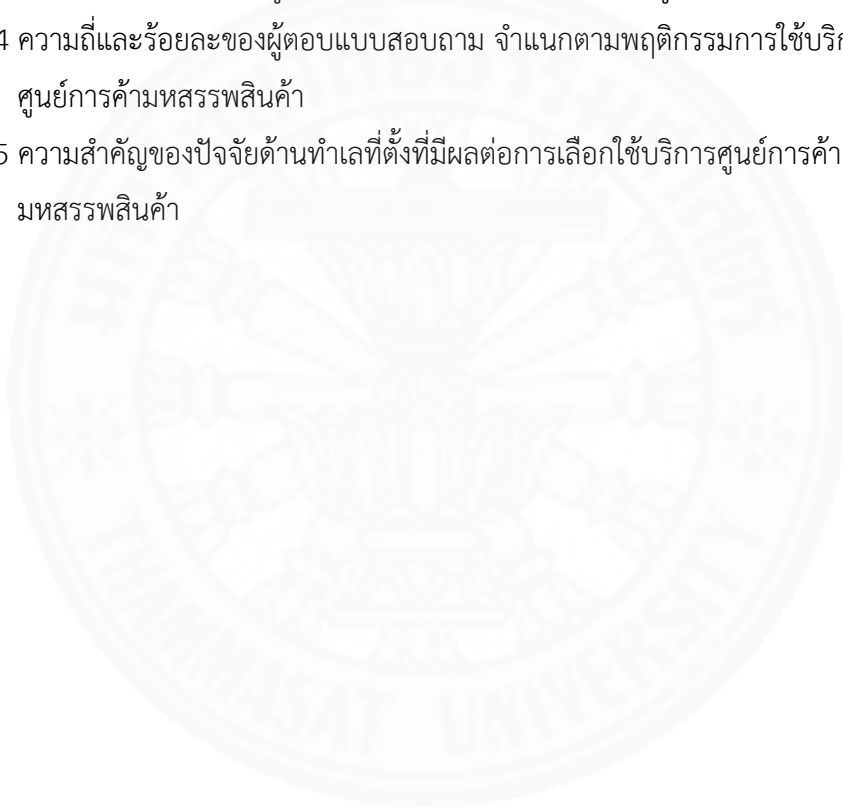 4 ความถี่และร้อยละของผู้ตอบแบบสอบถาม จำแนกตามพฤติกรรมการใช้บริก
ศูนย์การค้ามหสรรพสินค้า
5 ความสำคัญของปัจจัยด้านทำเลที่ตั้งที่มีผลต่อการเลือกใช้บริการศูนย์การค้า
มหสรรพสินค้า
THAMMASAT UNIVERSITY